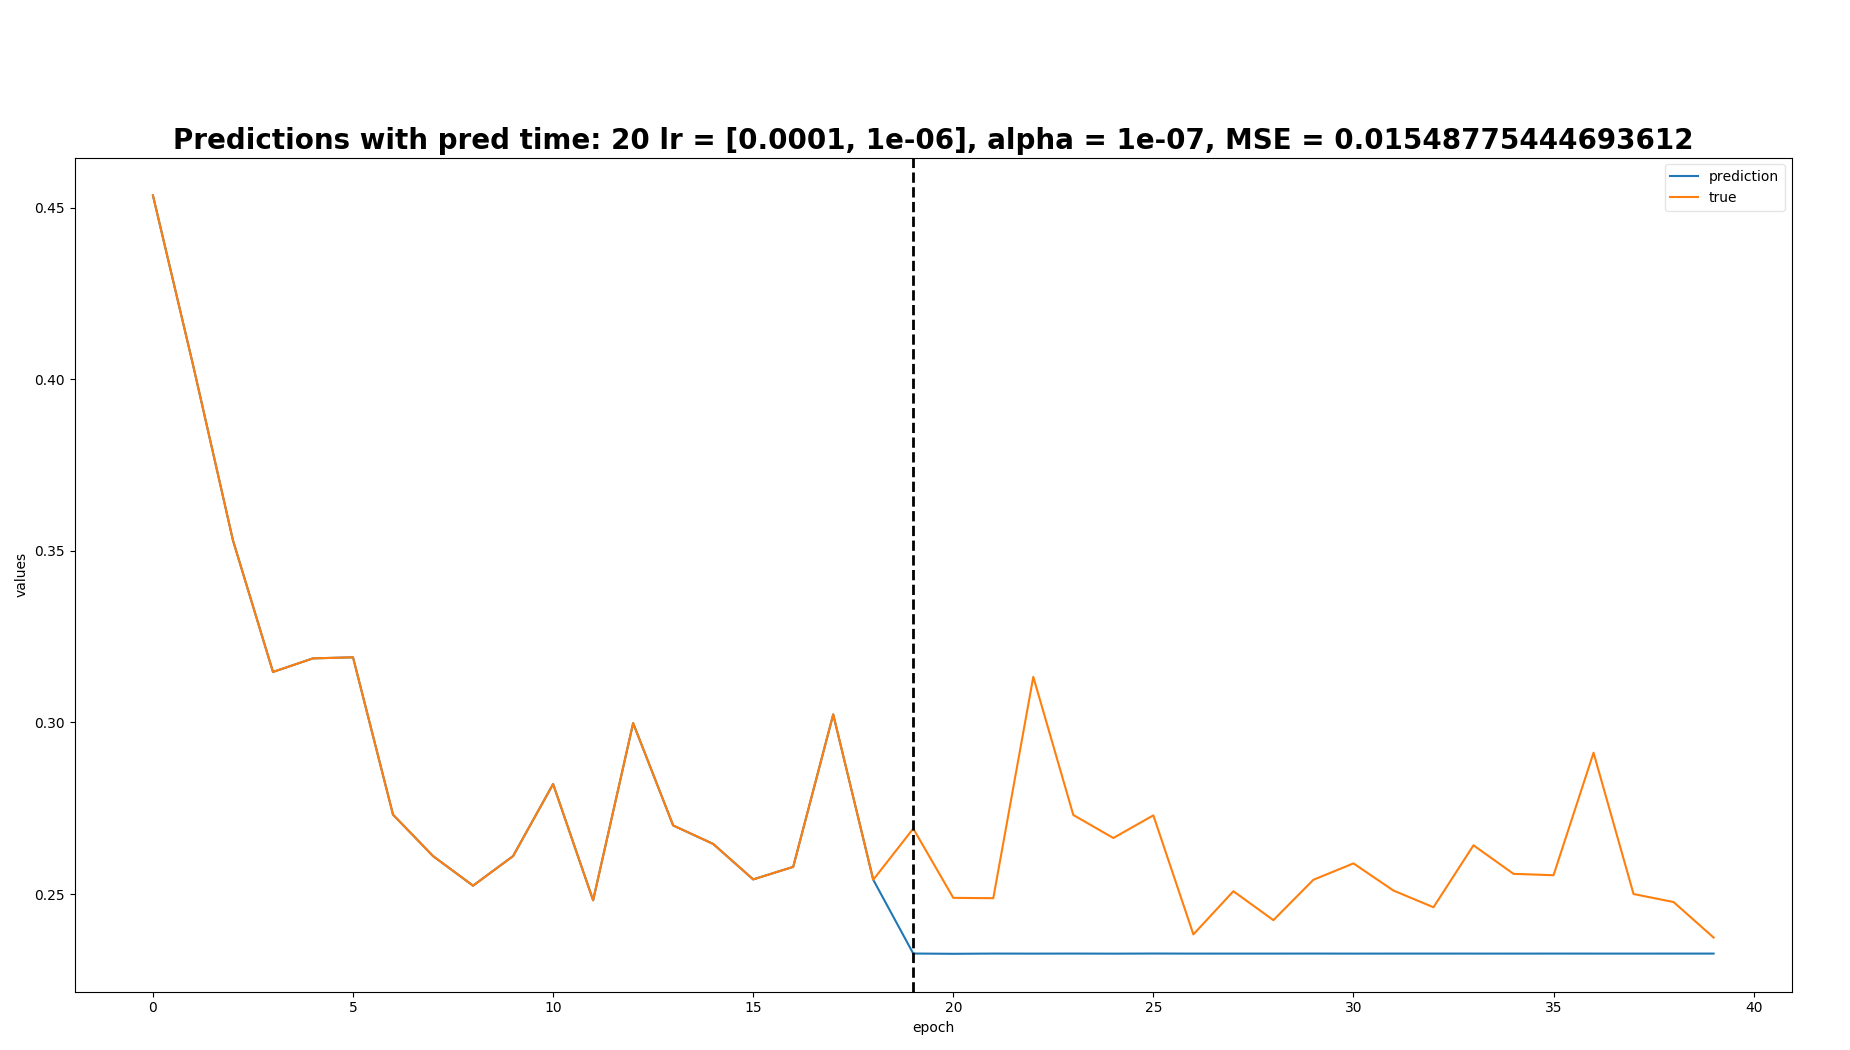 Predictions with pred time: 20 lr = [0.0001, 1e-06], alpha = 1e-07, MSE = 0.01548775444693612
prediction
true
0.45
0.40
0.35
0.30
0.25
values
0 5 10 15 20 25 30 35 40
epoch